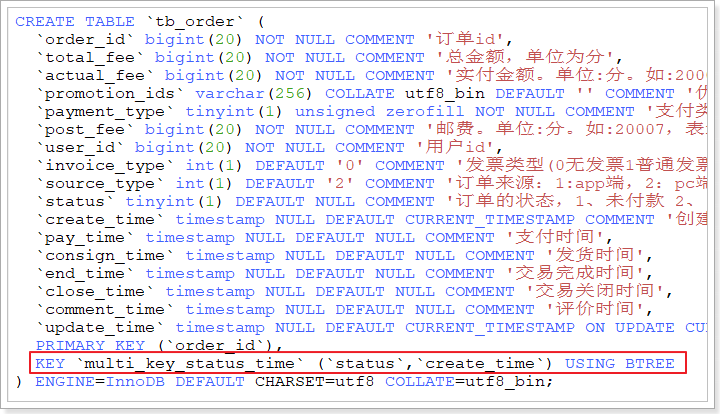 CREATE TABLE `tb_order` (
`order_id` bigint(20) NOT NULL COMMENT '订单id',
`total_fee` bigint(20) NOT NULL COMMENT '总金额，单位为分',
`actual_fee` bigint(20) NOT NULL COMMENT '实付金额。单位:分。如:2000
`promotion_ids` varchar(256) COLLATE utf8_bin DEFAULT '' COMMENT '优
`payment_type` tinyint(1) unsigned zerofill NOT NULL COMMENT '支付类
`post_fee` bigint(20) NOT NULL COMMENT '邮费。单位:分。如:20007，表
`user_id` bigint(20) NOT NULL COMMENT '用户id',
`invoice_type` int(1) DEFAULT '0' COMMENT '发票类型(0无发票1普通发票
`source_type` int(1) DEFAULT '2' COMMENT '订单来源：1:app端，2：pc端
`status` tinyint(1) DEFAULT NULL COMMENT '订单的状态，1、未付款 2、
`create_time` timestamp NULL DEFAULT CURRENT_TIMESTAMP COMMENT '创建
`pay_time` timestamp NULL DEFAULT NULL COMMENT '支付时间',
`consign_time` timestamp NULL DEFAULT NULL COMMENT '发货时间',
`end_time` timestamp NULL DEFAULT NULL COMMENT '交易完成时间',
`close_time` timestamp NULL DEFAULT NULL COMMENT '交易关闭时间',
`comment_time` timestamp NULL DEFAULT NULL COMMENT '评价时间',
`update_time` timestamp NULL DEFAULT CURRENT_TIMESTAMP ON UPDATE CU
PRIMARY KEY (`order_id`),
KEY `multi_key_status_time` (`status`,`create_time`) USING BTREE
) ENGINE=InnoDB DEFAULT CHARSET=utf8 COLLATE=utf8_bin;